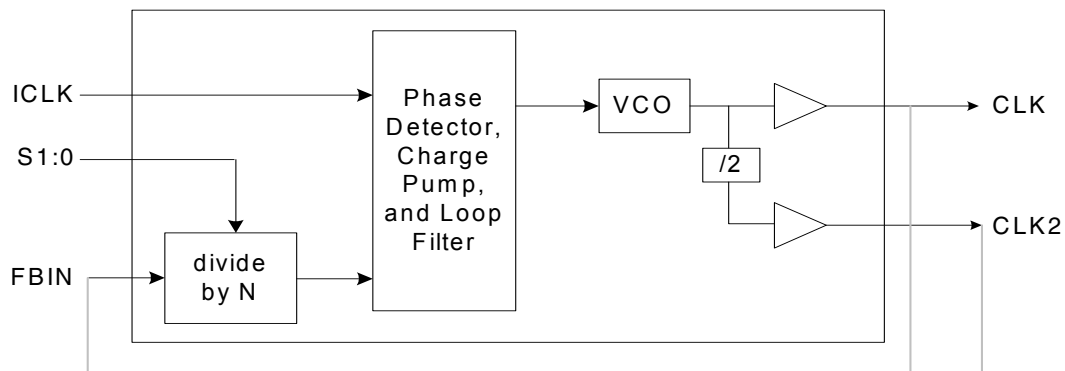 ICLK
S1:0
FBIN
divide
by N
Phase
Detector,
Charge
Pump,
and Loop
Filter
VCO
/2
CLK
CLK2